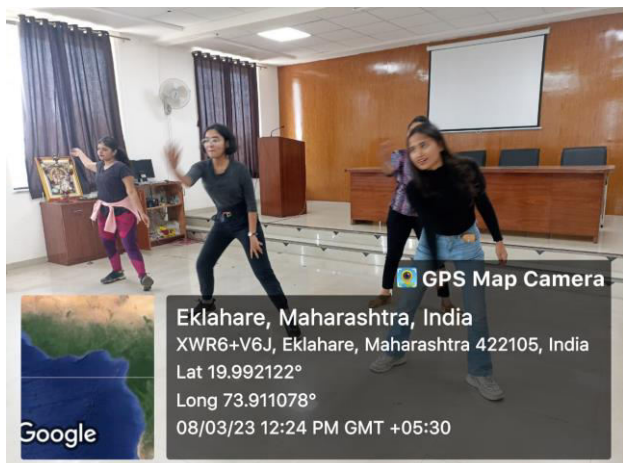 GPS Map Camera
Eklahare, Maharashtra, India
XWR6+V6J, Eklahare, Maharashtra 422105, India
Lat 19.992122°
Long 73.911078°
08/03/23 12:24 PM GMT +05:30
Google